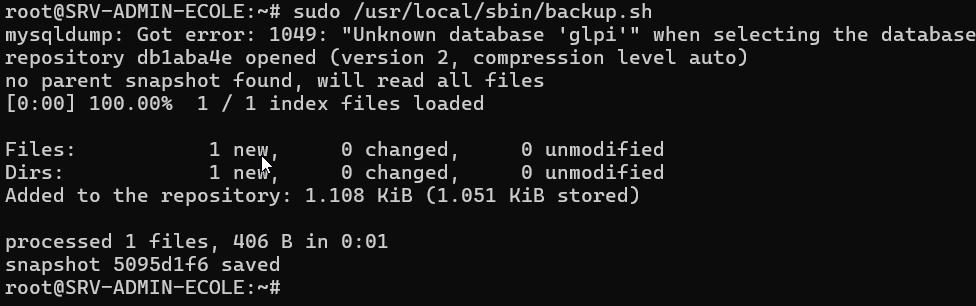 root@SRV-ADMIN-ECOLE:~# sudo /usr/local/sbin/backup.sh
mysqldump: Got error: 1049: "Unknown database 'glpi'" when selecting the database
repository db1aba4e opened (version 2, compression level auto)
no parent snapshot found, will read all files
[0:00] 100.00%  1 / 1 index files loaded
Files:           1 new,     0 changed,     0 unmodified
Dirs:            1 new,     0 changed,     0 unmodified
Added to the repository: 1.108 KiB (1.051 KiB stored)
processed 1 files, 406 B in 0:01
snapshot 5095d1f6 saved
root@SRV-ADMIN-ECOLE:~#